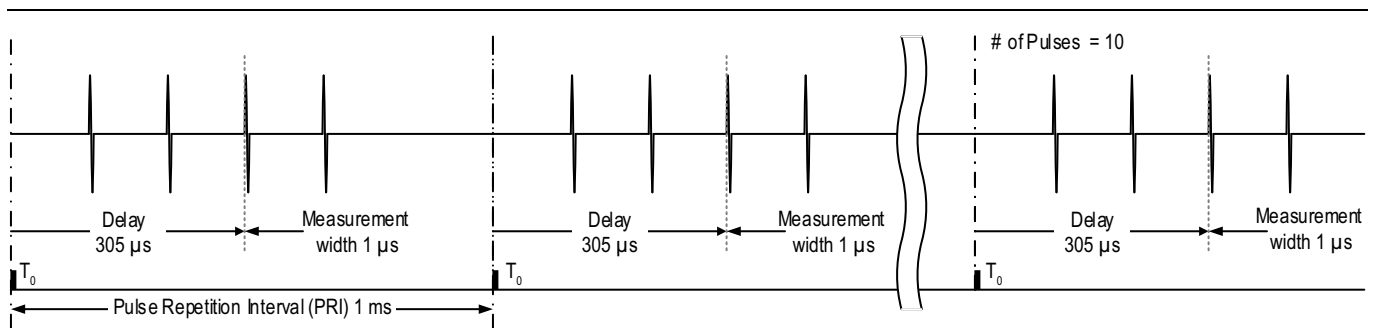 # of Pulses = 10
Delay
305 µs
Measurement
width 1 µs
Delay
305 µs
Measurement
width 1 µs
Delay
305 µs
Measurement
width 1 µs
T0
T0
T0
Pulse Repetition Interval (PRI) 1 ms